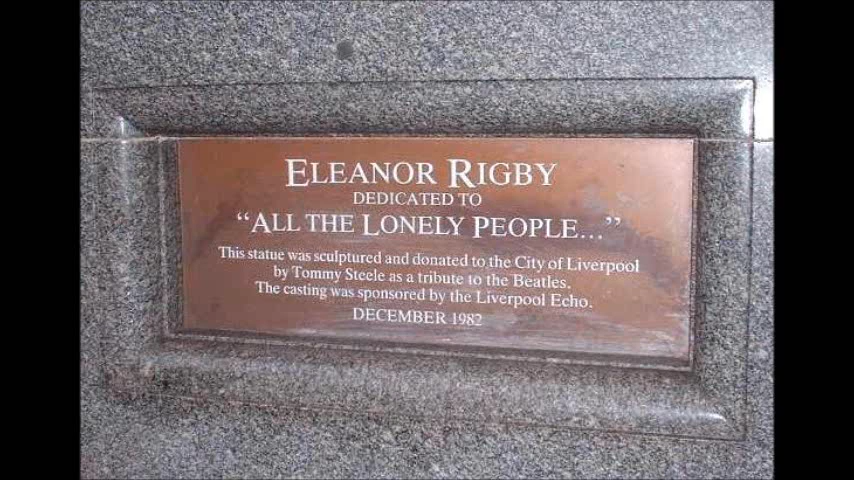 ELEANOR RIGBY
DEDICATED TO
“ALL THE LONELY PEOPLE...”
This statue was sculptured and donated to the City of Liverpool
by Tommy Steele as a tribute to the Beatles.
The casting was sponsored by the Liverpool Echo.
DECEMBER 1982